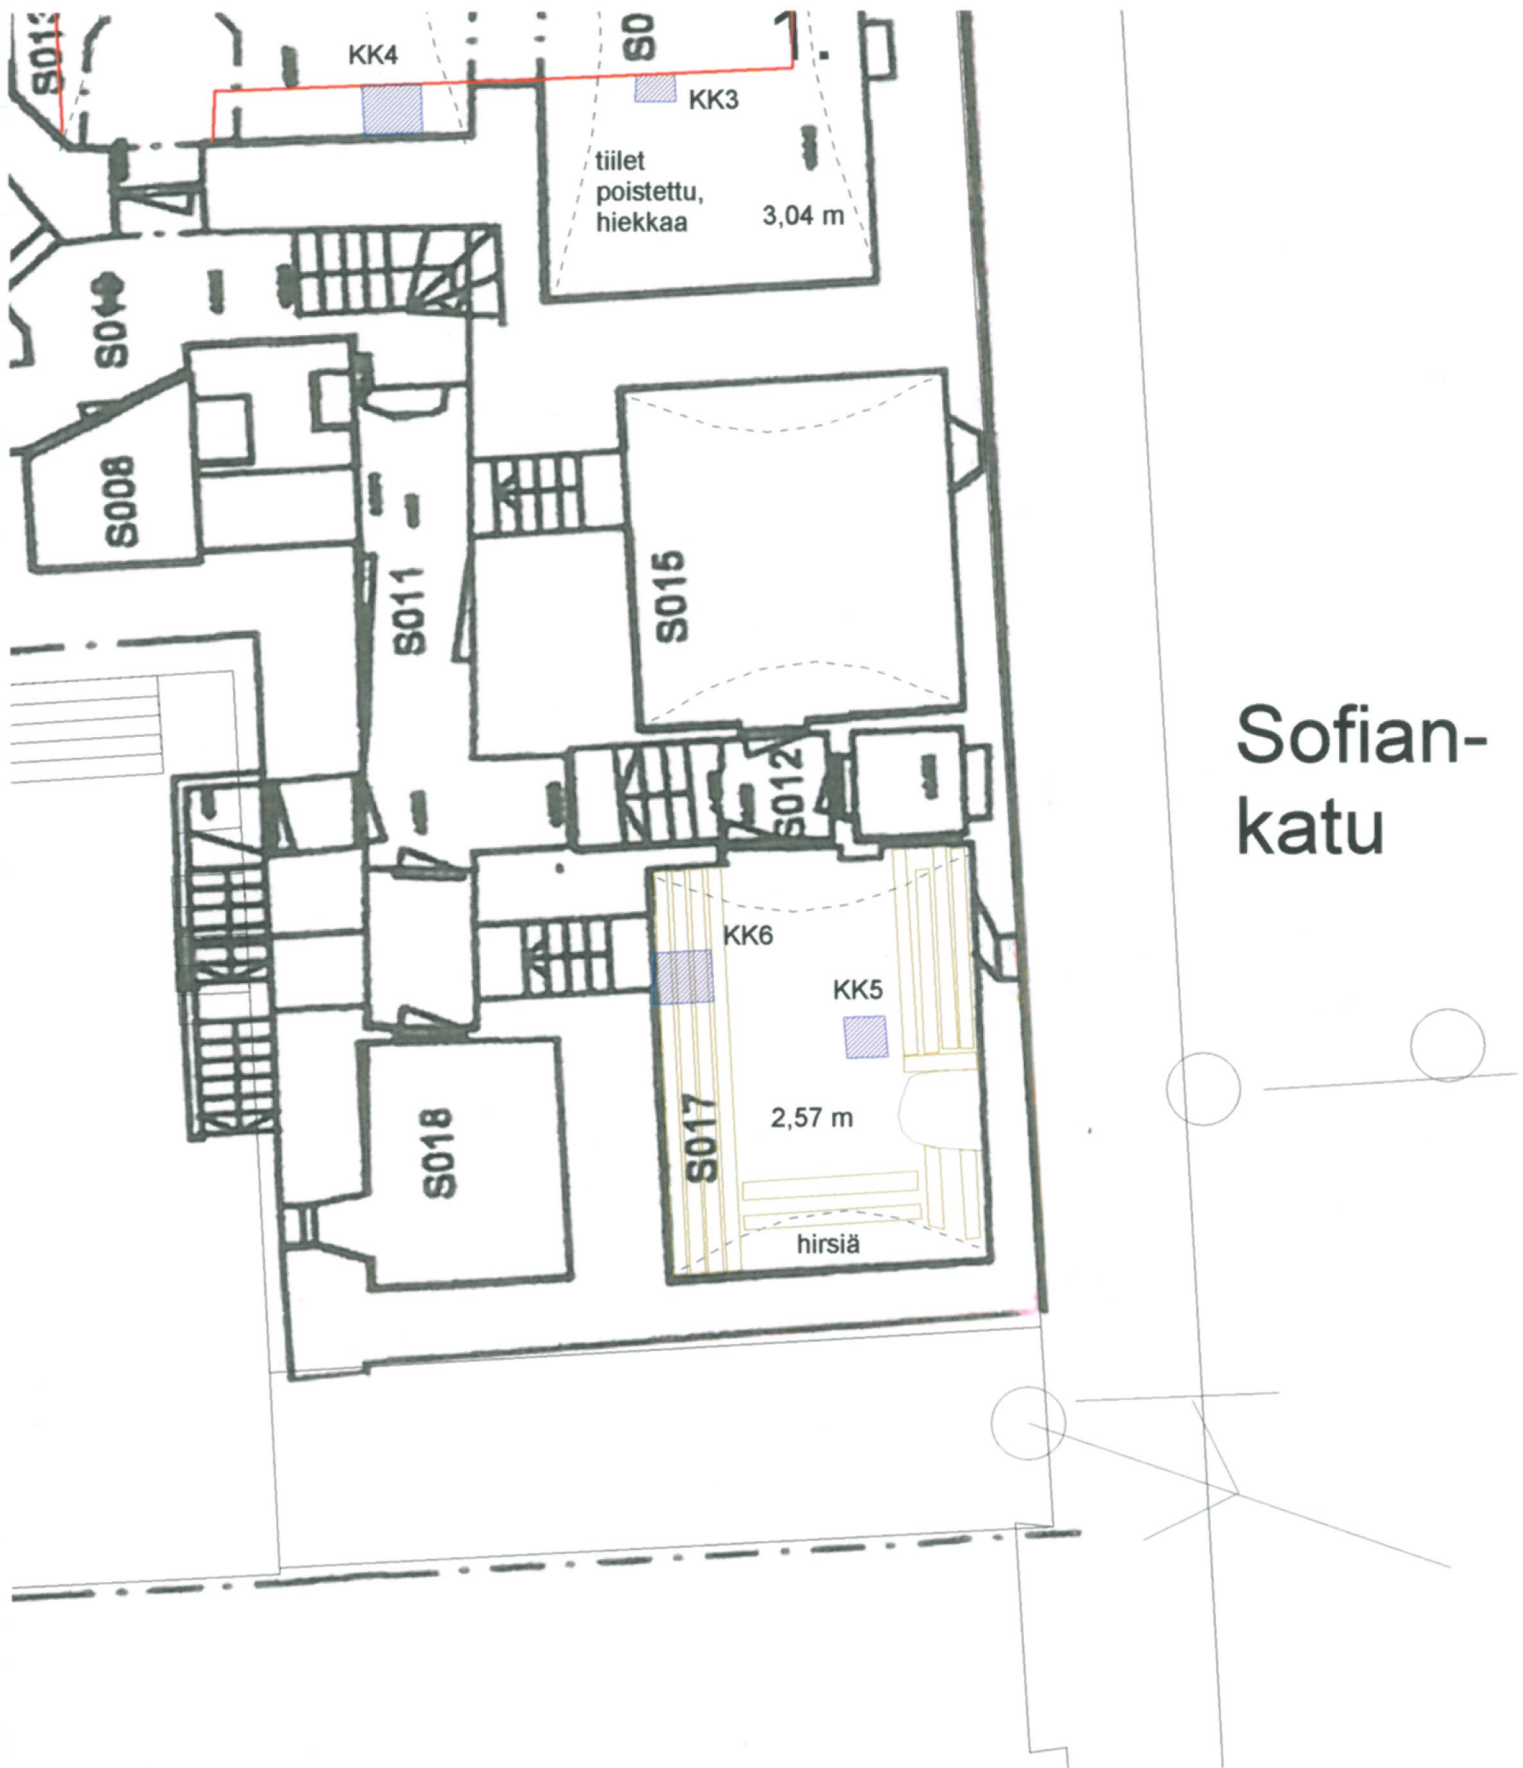 KK4
KK3
tiilet
poistettu,
hiekkaa
3,04 m
S008
S011
S015
S012
Sofian-
katu
KK6
KK5
S017
2,57 m
S018
hirsiä